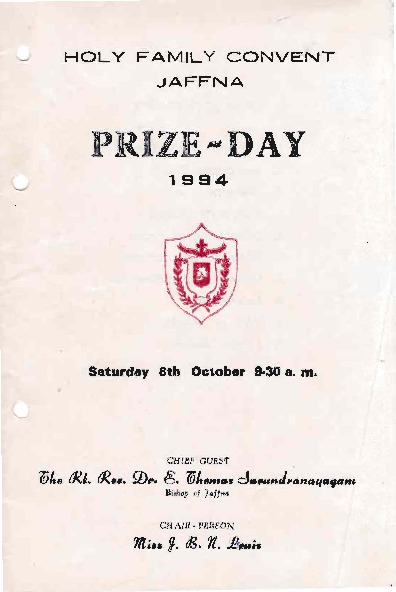 HOLY FAMILY CONVENT
JAFFNA
PRIZE-DAY
1994
Saturday 8th October 9-30 a. m.
CHIEF GUEST
The Rt. Rev. Dr. E. Thomas Savundranayagam
Bishop of Jaffna
CHAIR - PERSON
Miss J. B. N. Lewis